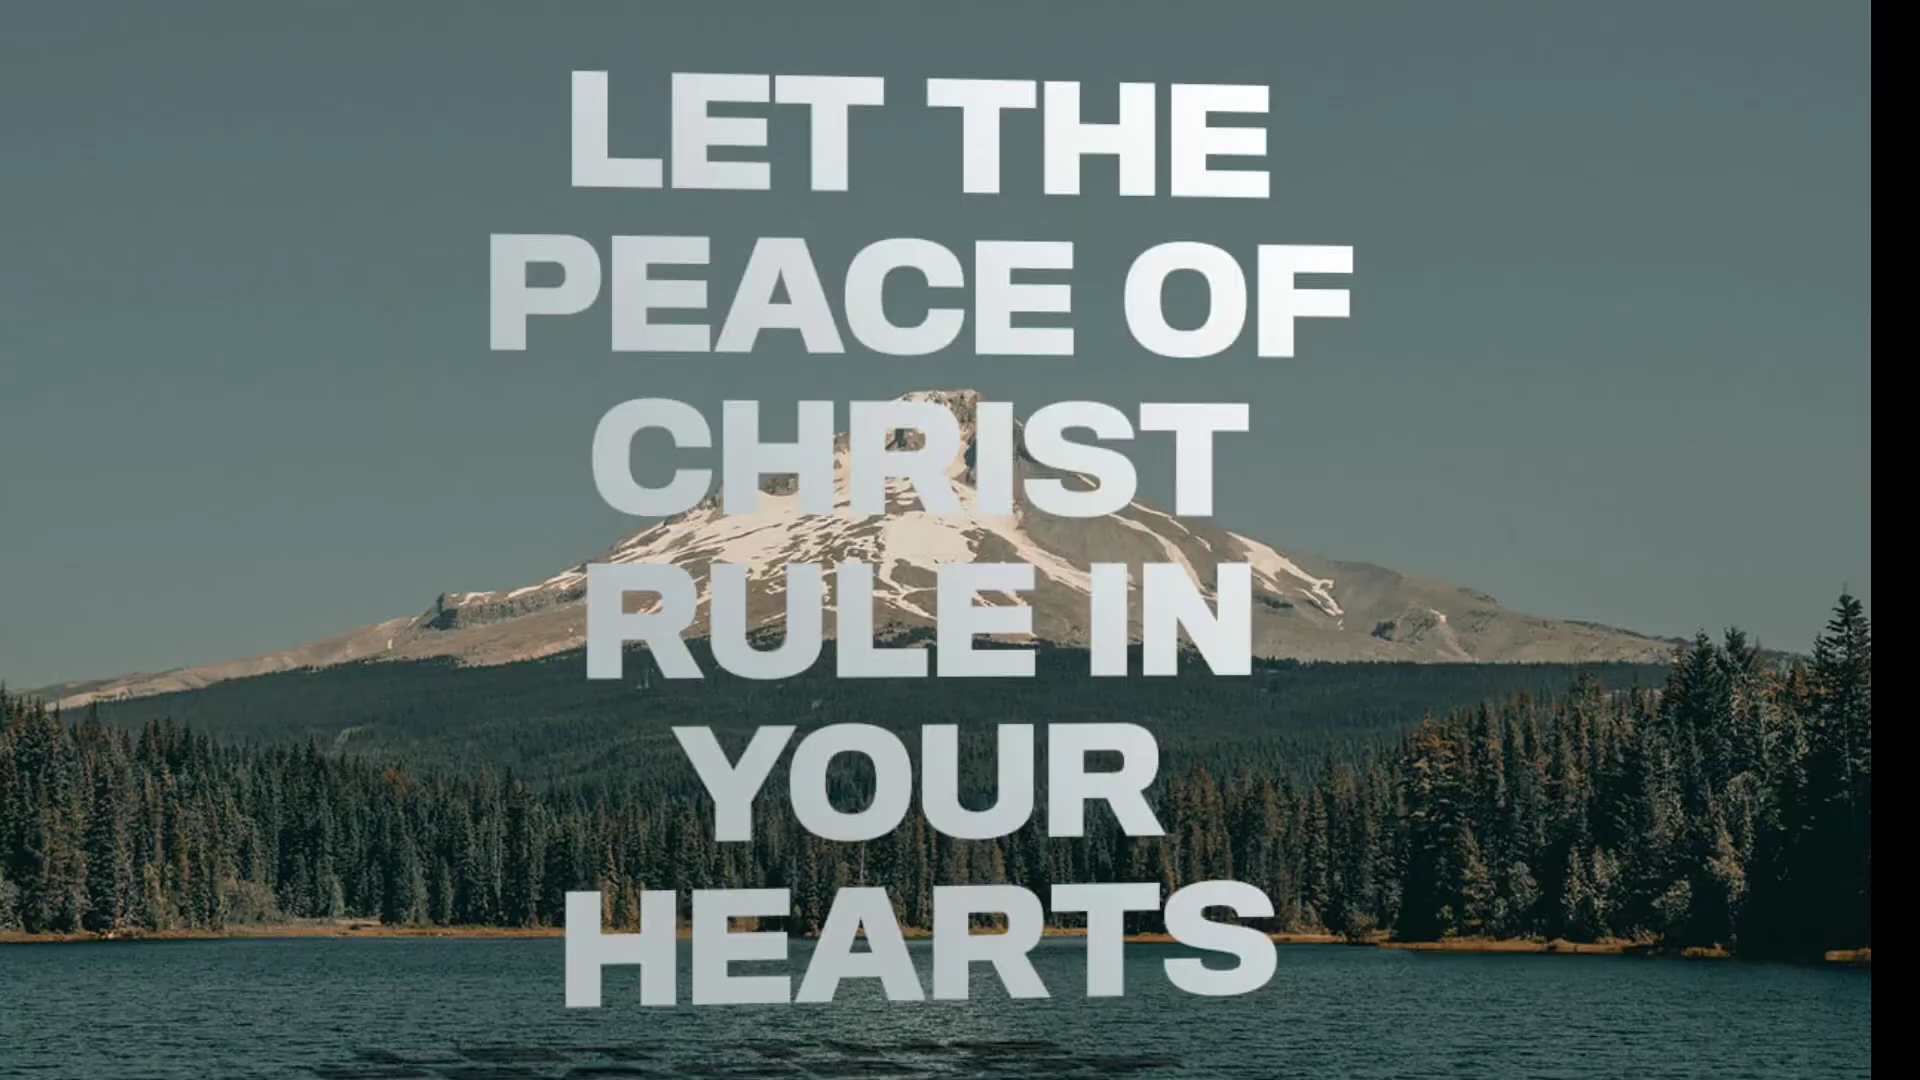 LET THE
PEACE OF
CHRIST
RULE IN
YOUR
HEARTS